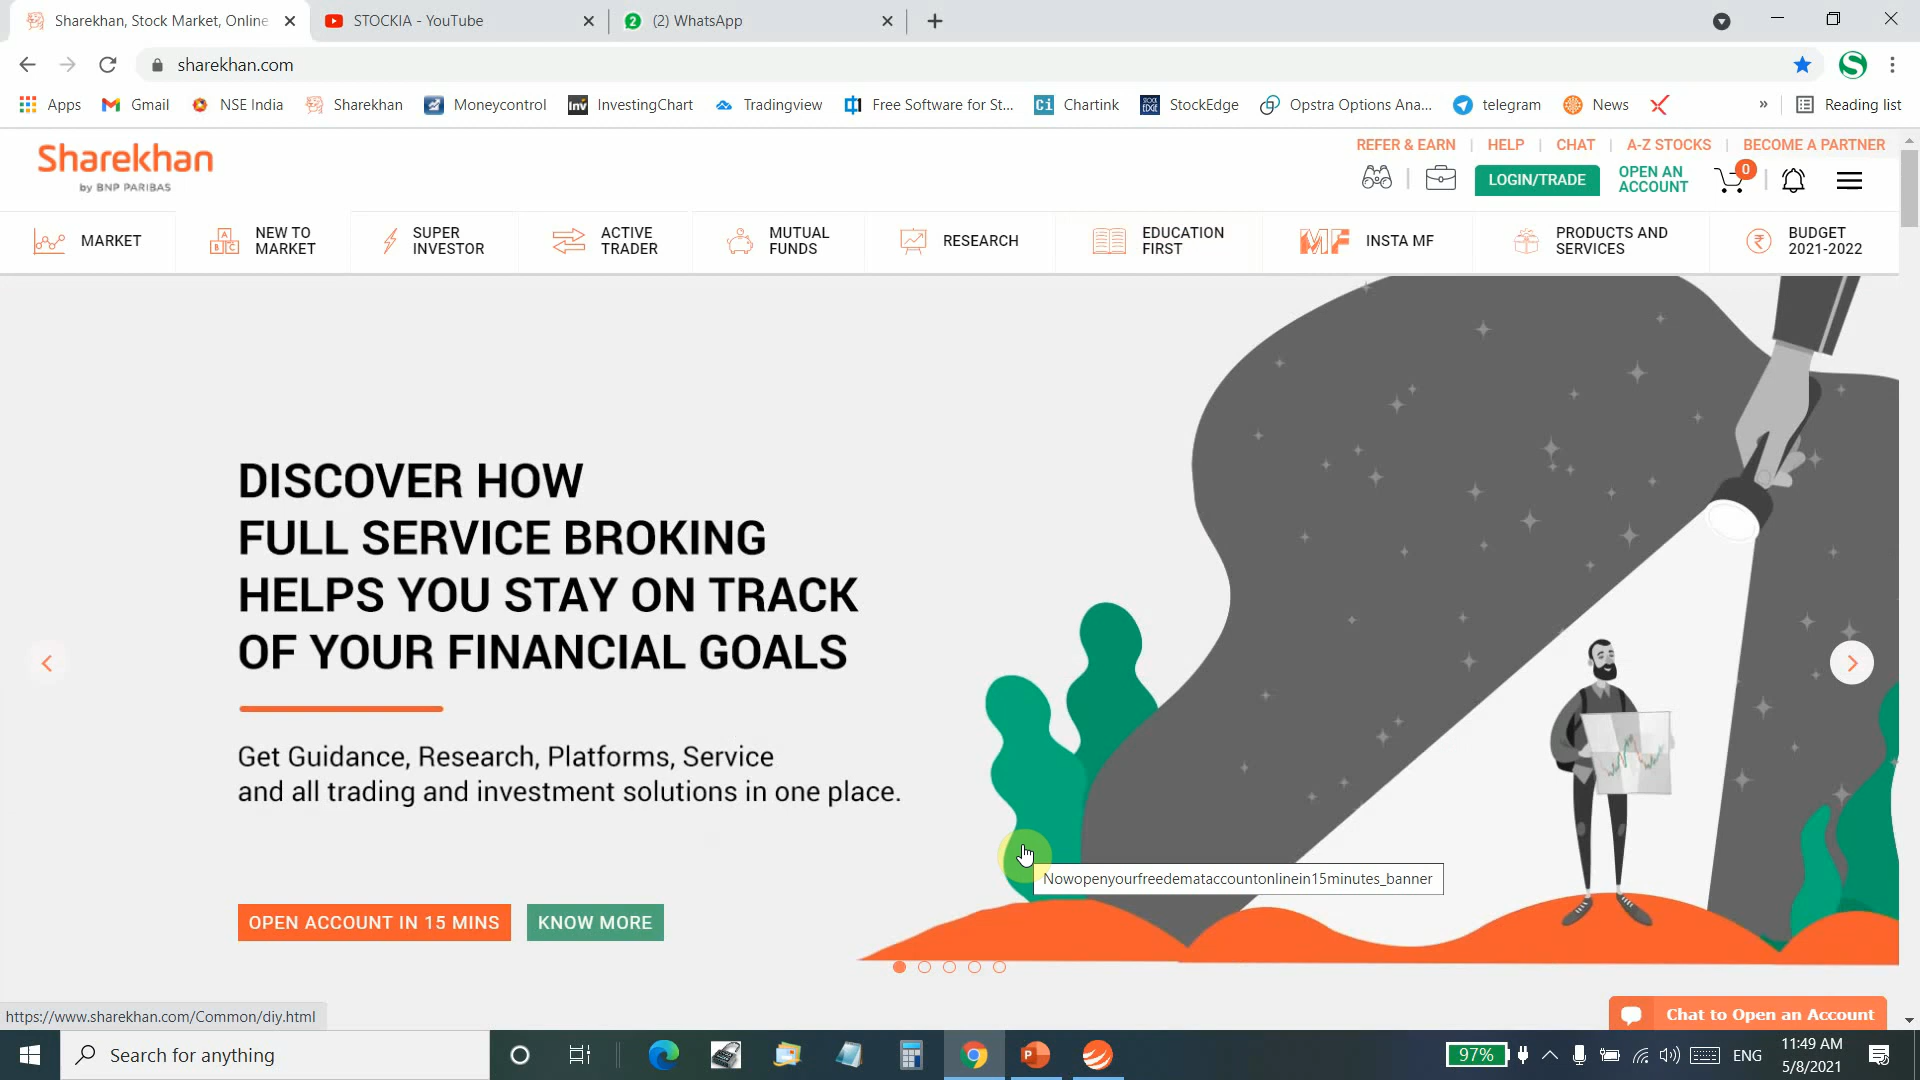 Sharekhan, Stock Market, Online
STOCKIA - YouTube
2 (2) WhatsApp
sharekhan.com
S
Apps
Gmail
NSE India
Sharekhan
Moneycontrol
Inv InvestingChart
Tradingview
Free Software for St...
Ci Chartink
STOCK EDGE StockEdge
Opstra Options Ana...
telegram
News
»
Reading list
REFER & EARN | HELP | CHAT | A-Z STOCKS | BECOME A PARTNER
Sharekhan
by BNP PARIBAS
LOGIN/TRADE
OPEN AN
ACCOUNT
0
MARKET
A B C
NEW TO
MARKET
SUPER
INVESTOR
ACTIVE
TRADER
MUTUAL
FUNDS
RESEARCH
EDUCATION
FIRST
MF INSTA MF
PRODUCTS AND
SERVICES
₹
BUDGET
2021-2022
DISCOVER HOW
FULL SERVICE BROKING
HELPS YOU STAY ON TRACK
OF YOUR FINANCIAL GOALS
Get Guidance, Research, Platforms, Service
and all trading and investment solutions in one place.
Nowopenyourfreedemataccountonlinein15minutes_banner
OPEN ACCOUNT IN 15 MINS
KNOW MORE
https://www.sharekhan.com/Common/diy.html
Chat to Open an Account
Search for anything
P
97%
ENG
11:49 AM
5/8/2021